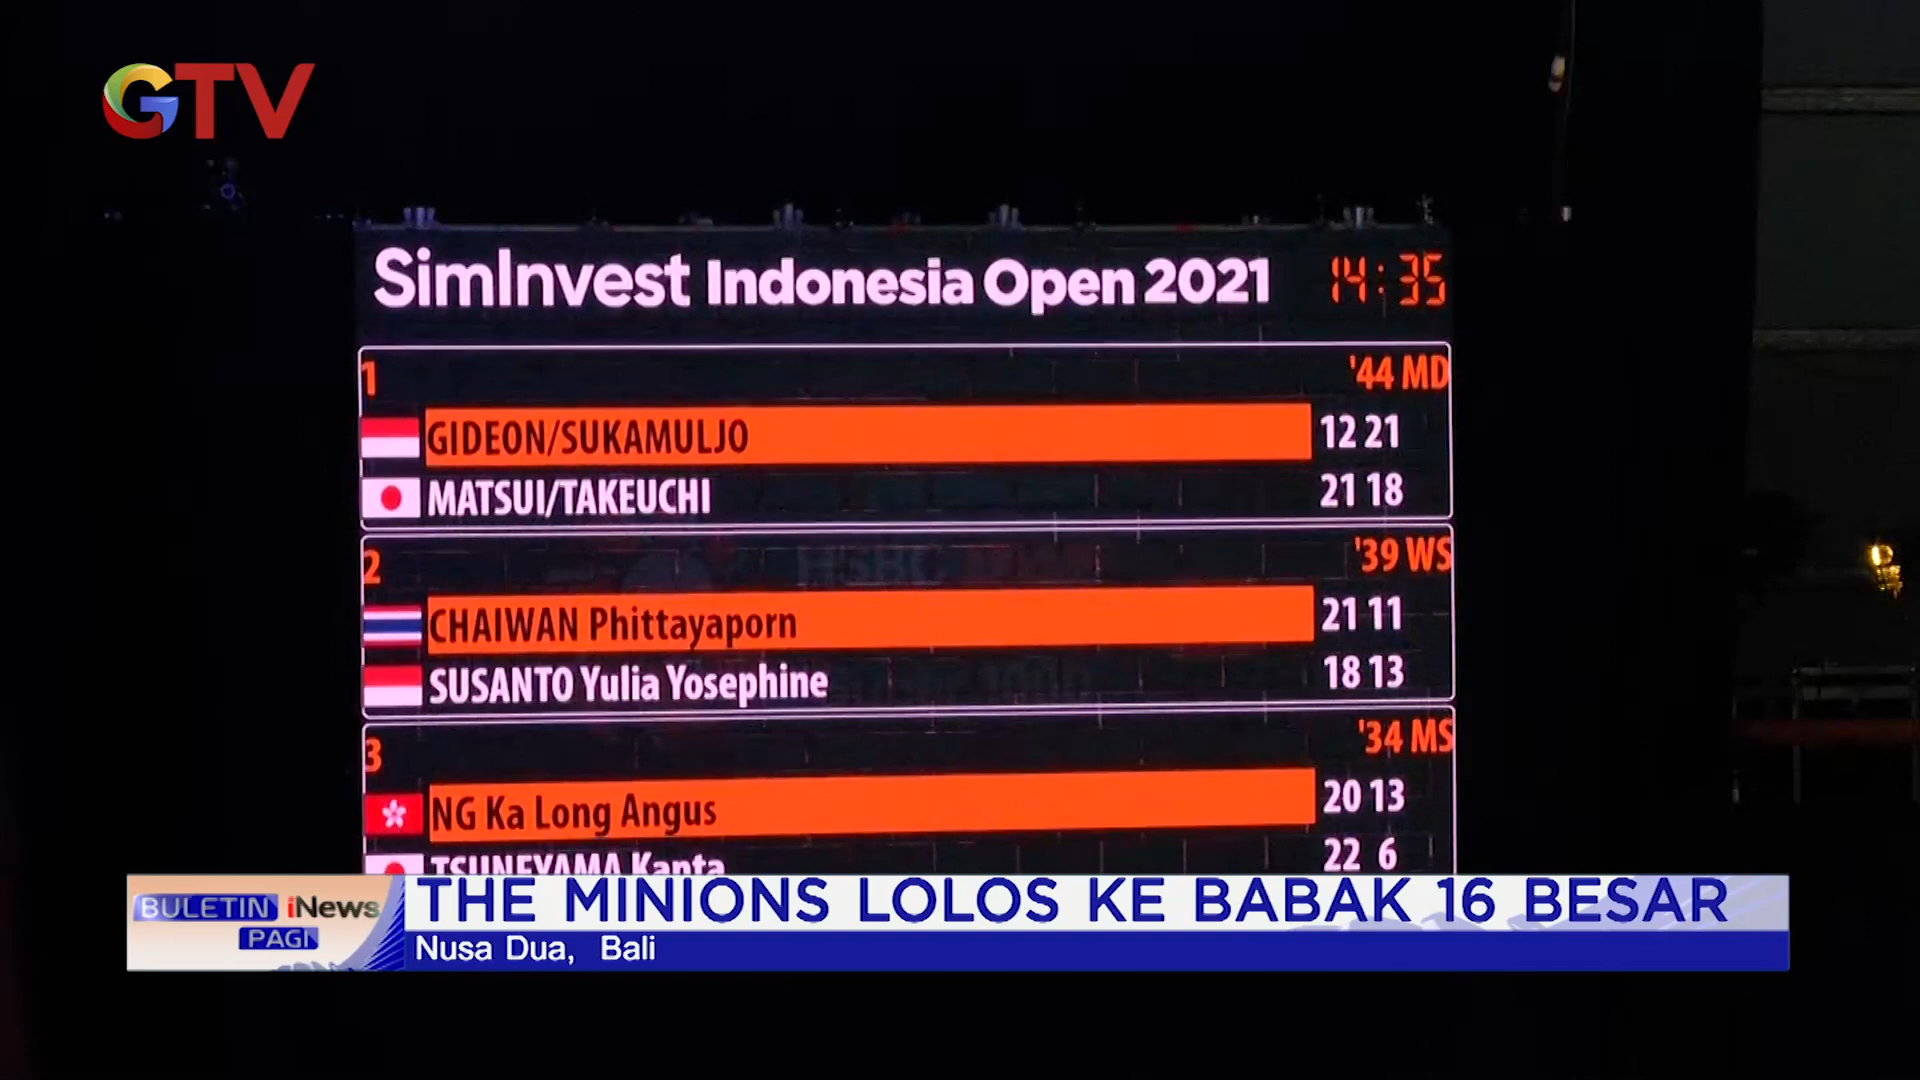 GTV
SimInvest Indonesia Open 2021 14:35
1 '44 MD
GIDEON/SUKAMULJO 12 21
MATSUI/TAKEUCHI 21 18
2 '39 WS
CHAIWAN Phittayaporn 21 11
SUSANTO Yulia Yosephine 18 13
3 '34 MS
NG Ka Long Angus 20 13
TSUNEYAMA Kanta 22 6
BULETIN iNews PAGI
THE MINIONS LOLOS KE BABAK 16 BESAR
Nusa Dua, Bali